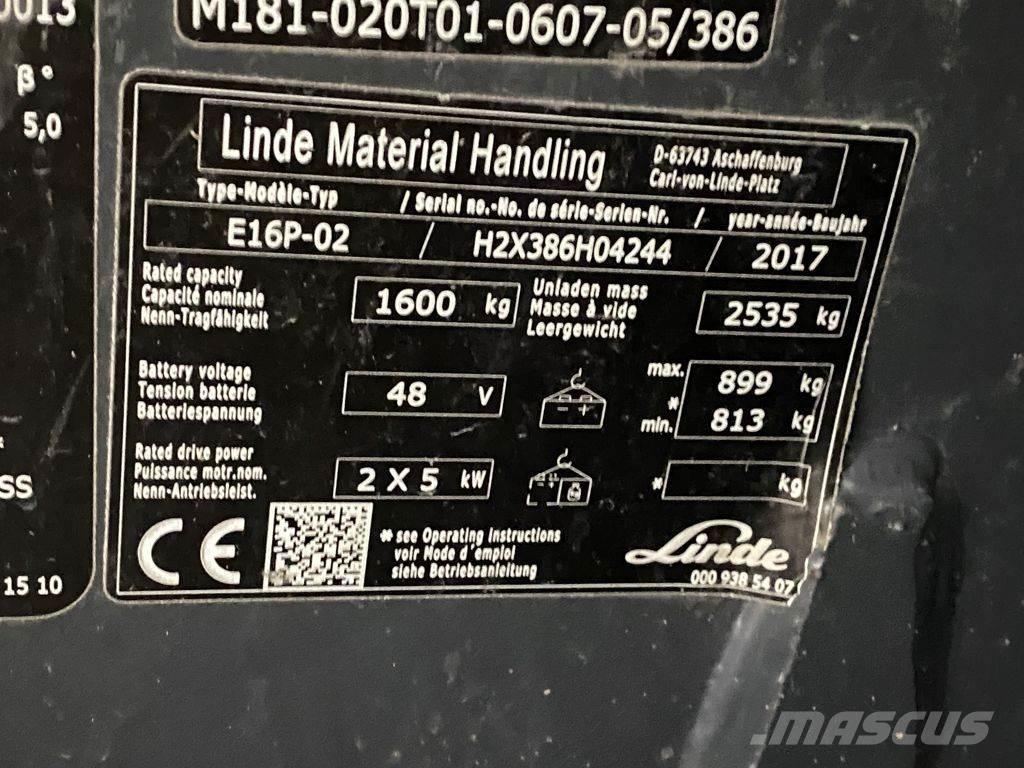 0013
β°
5,0
SS
15 10
M181-020T01-0607-05/386
Linde Material Handling
D-63743 Aschaffenburg
Carl-von-Linde-Platz
Type-Modèle-Typ / Serial no.-No. de série-Serien-Nr. / year-année-Baujahr
E16P-02 / H2X386H04244 / 2017
Rated capacity
Capacité nominale
Nenn-Tragfähigkeit
1600 kg
Unladen mass
Masse à vide
Leergewicht
2535 kg
Battery voltage
Tension batterie
Batteriespannung
48 V
max. 899 kg
*
min. 813 kg
Rated drive power
Puissance motr.nom.
Nenn-Antriebsleist.
2 X 5 kW
* kg
CE
* see Operating instructions
voir Mode d'emploi
siehe Betriebsanleitung
Linde
000 938 54 07
MASCUS